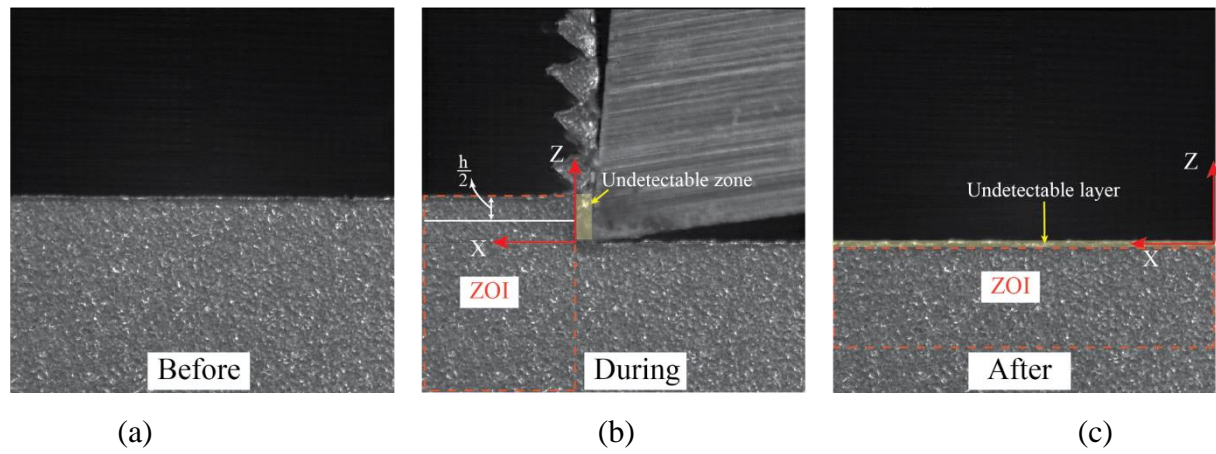 Before
h
2
Z
Undetectable zone
X
ZOI
During
Z
Undetectable layer
X
ZOI
After
(a)
(b)
(c)